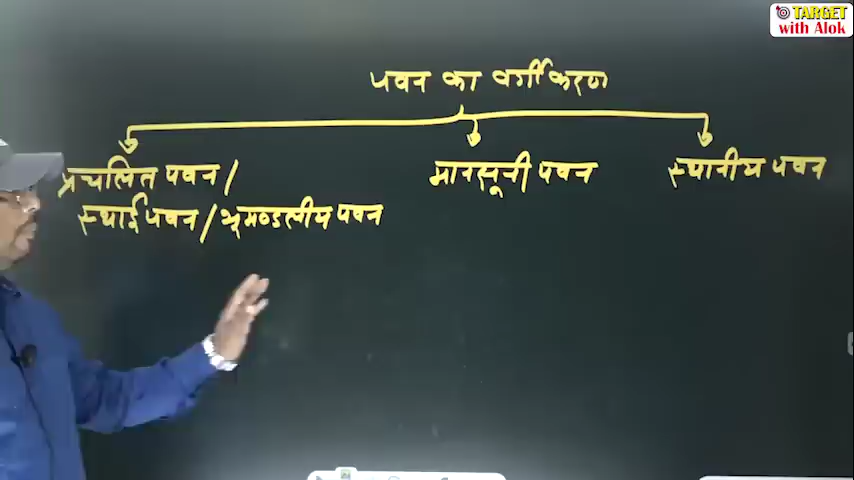 TARGET
with Alok
पवन का वर्गीकरण
प्रचलित पवन /
स्थाई पवन / भूमण्डलीय पवन
मानसूनी पवन
स्थानीय पवन